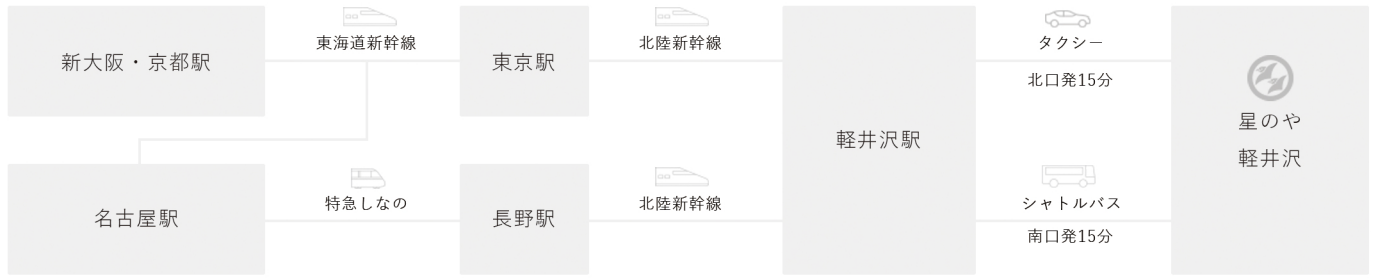 新大阪・京都駅
東海道新幹線
東京駅
北陸新幹線
軽井沢駅
タクシー
北口発15分
星のや
軽井沢
名古屋駅
特急しなの
長野駅
北陸新幹線
シャトルバス
南口発15分